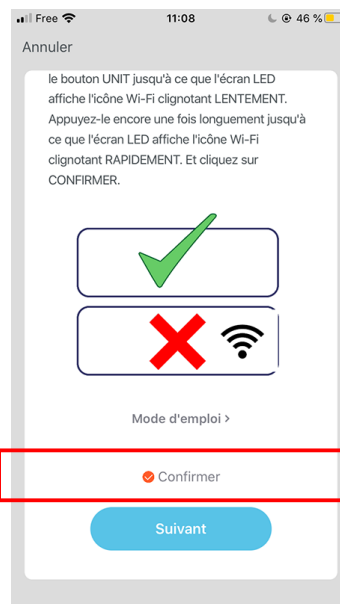 Free 11:08 46 %
Annuler
le bouton UNIT jusqu'à ce que l'écran LED
affiche l'icône Wi-Fi clignotant LENTEMENT.
Appuyez-le encore une fois longuement jusqu'à
ce que l'écran LED affiche l'icône Wi-Fi
clignotant RAPIDEMENT. Et cliquez sur
CONFIRMER.
Mode d'emploi >
Confirmer
Suivant